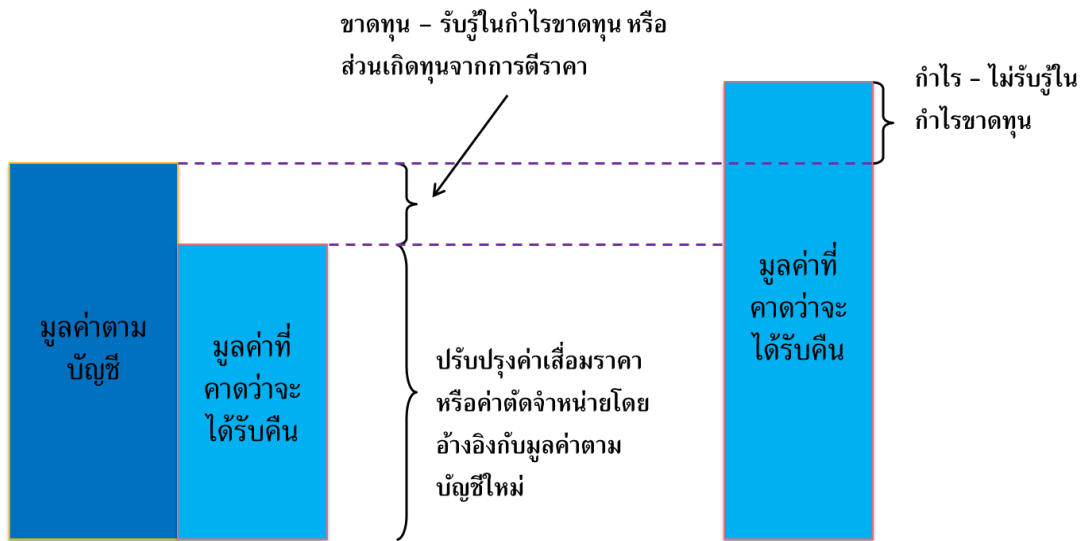 ขาดทุน – รับรู้ในกำไรขาดทุน หรือ
ส่วนเกิดทุนจากการตีราคา
กำไร – ไม่รับรู้ใน
กำไรขาดทุน
มูลค่าตาม
บัญชี
มูลค่าที่
คาดว่าจะ
ได้รับคืน
ปรับปรุงค่าเสื่อมราคา
หรือค่าตัดจำหน่ายโดย
อ้างอิงกับมูลค่าตาม
บัญชีใหม่
มูลค่าที่
คาดว่าจะ
ได้รับคืน